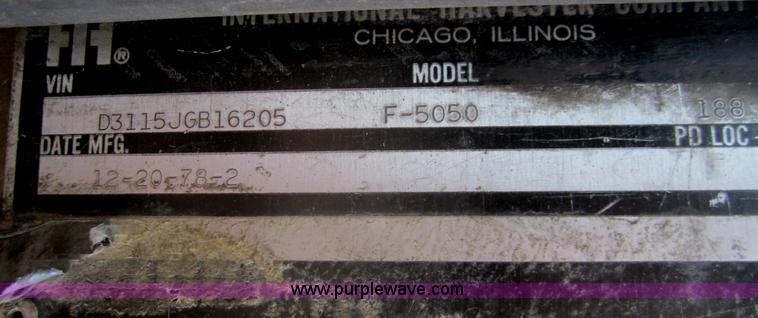 INTERNATIONAL HARVESTER COMPANY
IH®
CHICAGO, ILLINOIS
VIN MODEL
D3115JGB16205 F-5050 188
DATE MFG. PD LOC
12-20-78-2
www.purplewave.com